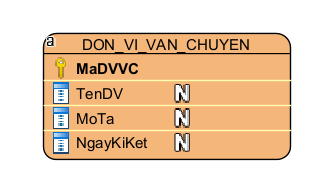 a
DON_VI_VAN_CHUYEN
MaDVVC
TenDV N
MoTa N
NgayKiKet N